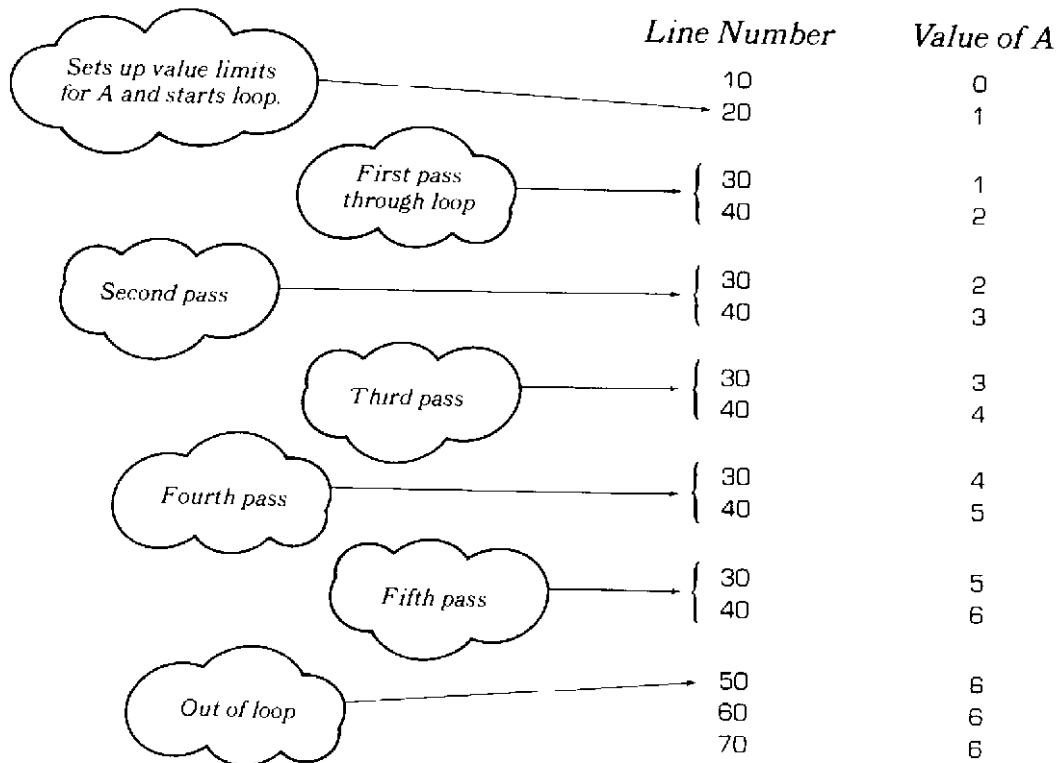 Line Number Value of A
Sets up value limits
for A and starts loop.
10 0
20 1
First pass
through loop
30 1
40 2
Second pass
30 2
40 3
Third pass
30 3
40 4
Fourth pass
30 4
40 5
Fifth pass
30 5
40 6
Out of loop
50 6
60 6
70 6